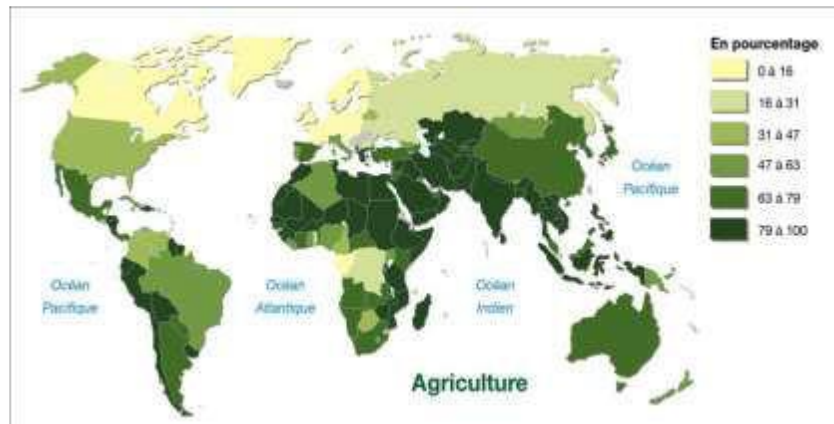 En pourcentage
0 à 16
16 à 31
31 à 47
47 à 63
63 à 79
79 à 100
Océan
Pacifique
Océan
Pacifique
Océan
Atlantique
Océan
Indien
Agriculture